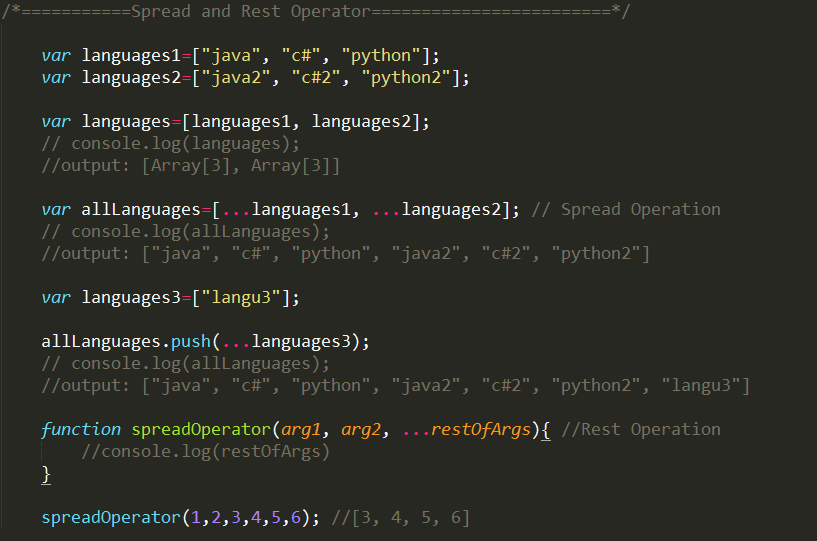 /*===========Spread and Rest Operator========================*/
var languages1=["java", "c#", "python"];
var languages2=["java2", "c#2", "python2"];
var languages=[languages1, languages2];
// console.log(languages);
//output: [Array[3], Array[3]]
var allLanguages=[...languages1, ...languages2]; // Spread Operation
// console.log(allLanguages);
//output: ["java", "c#", "python", "java2", "c#2", "python2"]
var languages3=["langu3"];
allLanguages.push(...languages3);
// console.log(allLanguages);
//output: ["java", "c#", "python", "java2", "c#2", "python2", "langu3"]
function spreadOperator(arg1, arg2, ...restOfArgs){ //Rest Operation
//console.log(restOfArgs)
}
spreadOperator(1,2,3,4,5,6); //[3, 4, 5, 6]